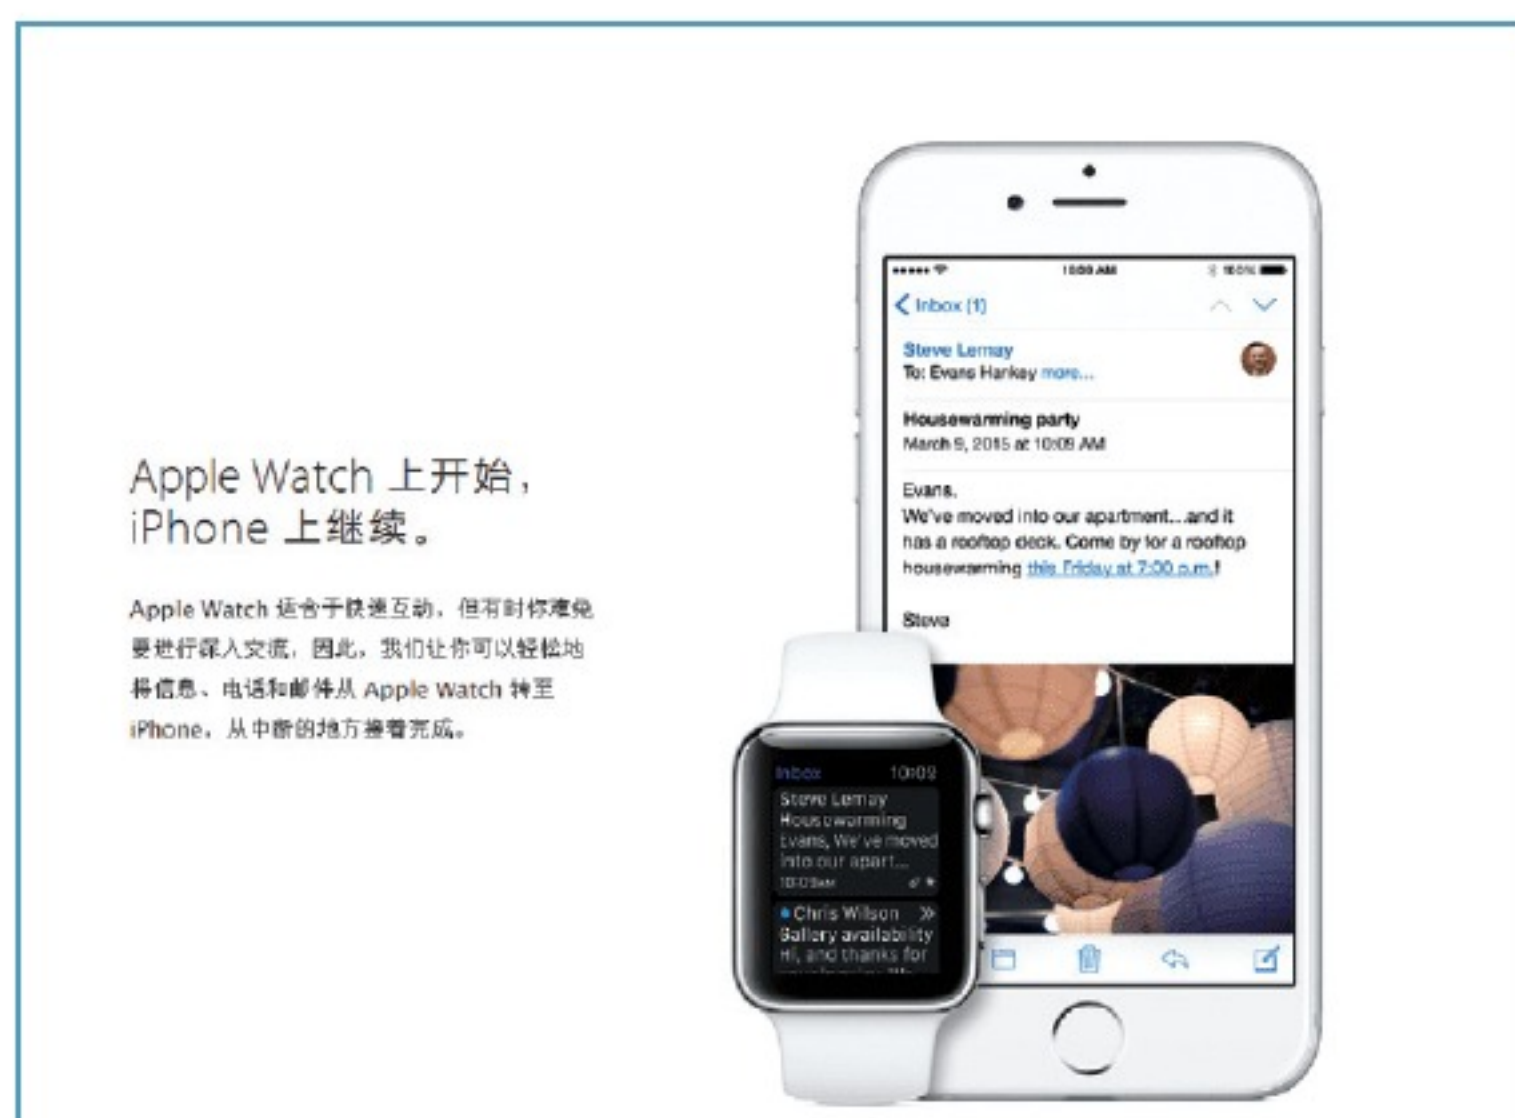 Apple Watch 上开始，
iPhone 上继续。
Apple Watch 适合于快速互动，但有时你难免
要进行深入交流，因此，我们让你可以轻松地
将信息、电话和邮件从 Apple Watch 转至
iPhone，从中断的地方接着完成。
10:09 AM
100%
Inbox (1)
Steve Lemay
To: Evans Hankey more...
Housewarming party
March 9, 2015 at 10:09 AM
Evans,
We've moved into our apartment...and it
has a rooftop deck. Come by for a rooftop
housewarming this Friday at 7:00 p.m.!
Steve
Inbox 10:09
Steve Lemay
Housewarming
Evans, We've moved
into our apart...
10:09AM
Chris Wilson
Gallery availability
Hi, and thanks for